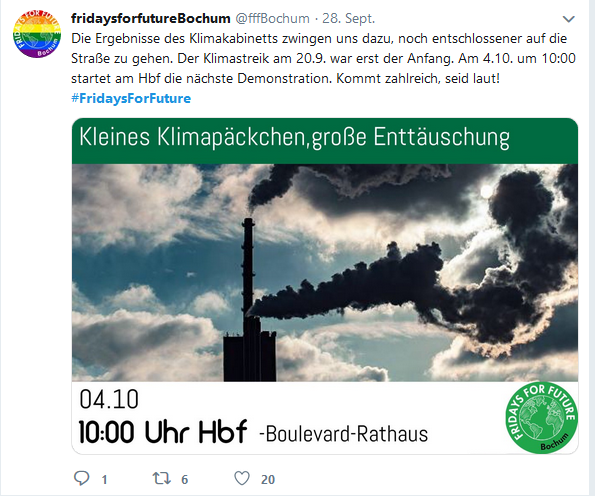 fridaysforfutureBochum @fffBochum · 28. Sept.
Die Ergebnisse des Klimakabinetts zwingen uns dazu, noch entschlossener auf die
Straße zu gehen. Der Klimastreik am 20.9. war erst der Anfang. Am 4.10. um 10:00
startet am Hbf die nächste Demonstration. Kommt zahlreich, seid laut!
#FridaysForFuture
Kleines Klimapäckchen,große Enttäuschung
04.10
10:00 Uhr Hbf -Boulevard-Rathaus
FRIDAYS FOR FUTURE
Bochum
1 6 20
FRIDAYS FOR FUTURE
Bochum